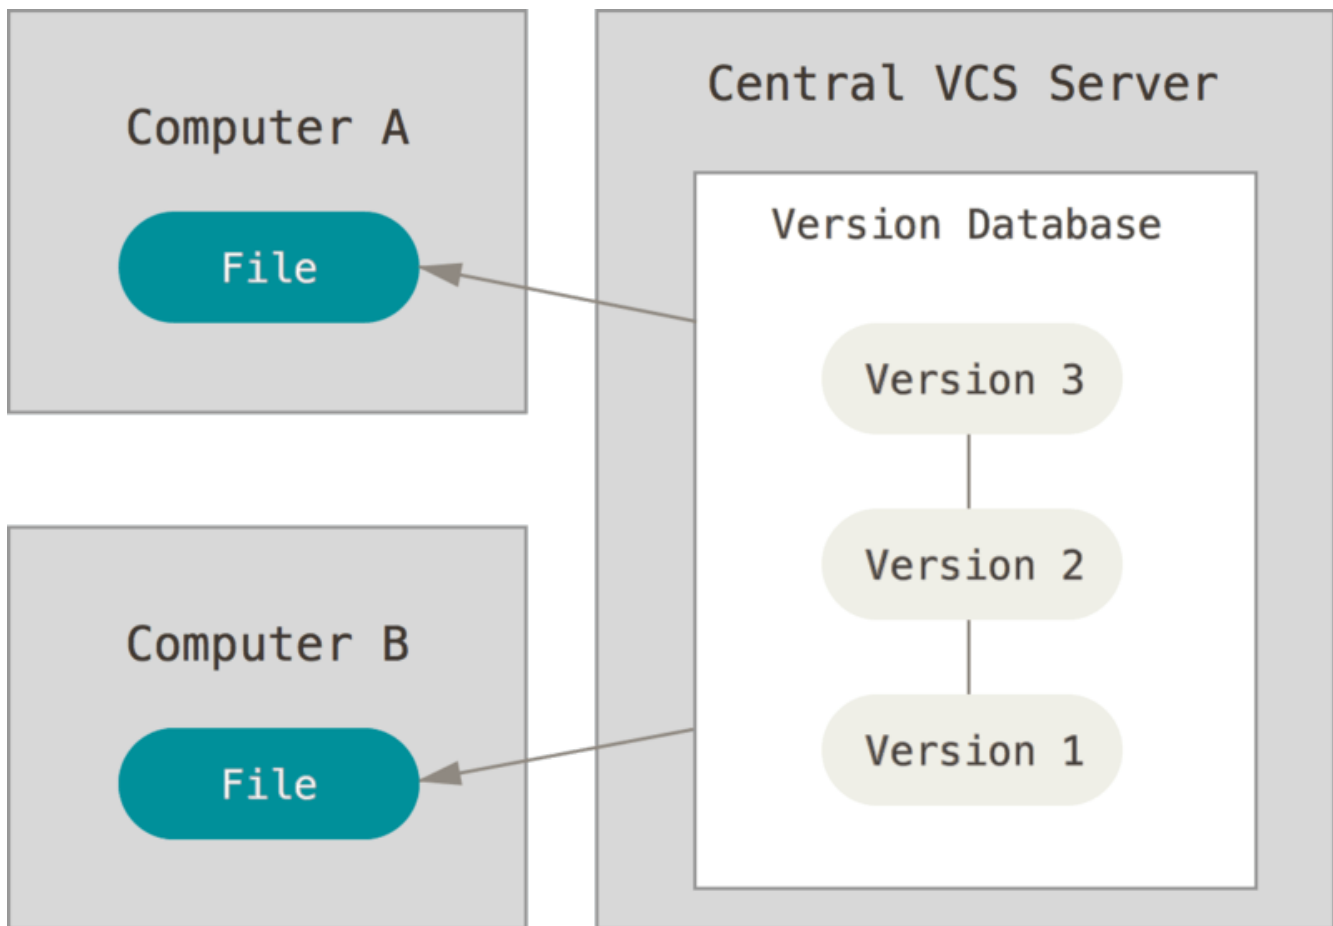 Computer A
File
Computer B
File
Central VCS Server
Version Database
Version 3
Version 2
Version 1